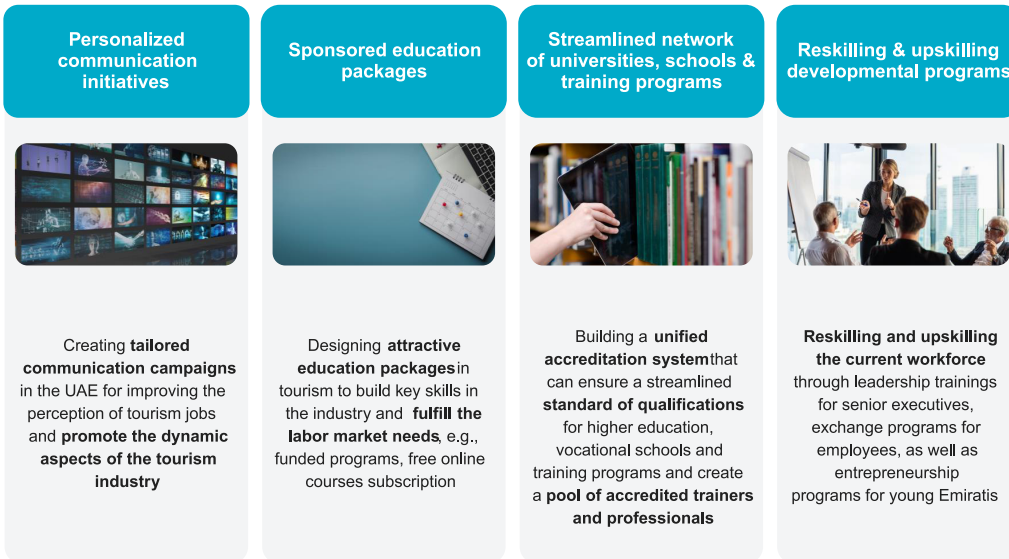 Personalized
communication
initiatives
Creating tailored
communication campaigns
in the UAE for improving the
perception of tourism jobs
and promote the dynamic
aspects of the tourism
industry
Sponsored education
packages
Designing attractive
education packages in
tourism to build key skills in
the industry and fulfill the
labor market needs, e.g.,
funded programs, free online
courses subscription
Streamlined network
of universities, schools &
training programs
Building a unified
accreditation system that
can ensure a streamlined
standard of qualifications
for higher education,
vocational schools and
training programs and create
a pool of accredited trainers
and professionals
Reskilling & upskilling
developmental programs
Reskilling and upskilling
the current workforce
through leadership trainings
for senior executives,
exchange programs for
employees, as well as
entrepreneurship
programs for young Emiratis